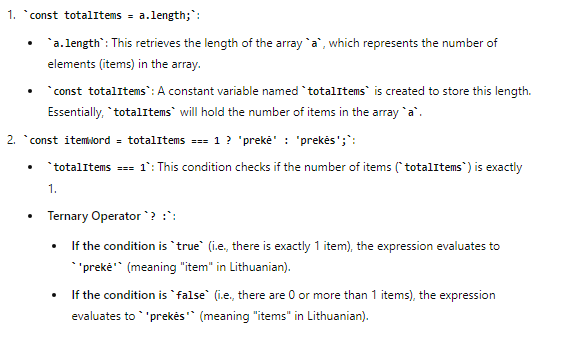 1. `const totalItems = a.length;`:
• `a.length`: This retrieves the length of the array `a`, which represents the number of
elements (items) in the array.
• `const totalItems`: A constant variable named `totalItems` is created to store this length.
Essentially, `totalItems` will hold the number of items in the array `a`.
2. `const itemWord = totalItems === 1 ? 'prekė' : 'prekės';`:
• `totalItems === 1`: This condition checks if the number of items (`totalItems`) is exactly
1.
• Ternary Operator `? :`:
• If the condition is `true` (i.e., there is exactly 1 item), the expression evaluates to
`'prekė'` (meaning "item" in Lithuanian).
• If the condition is `false` (i.e., there are 0 or more than 1 items), the expression
evaluates to `'prekės'` (meaning "items" in Lithuanian).